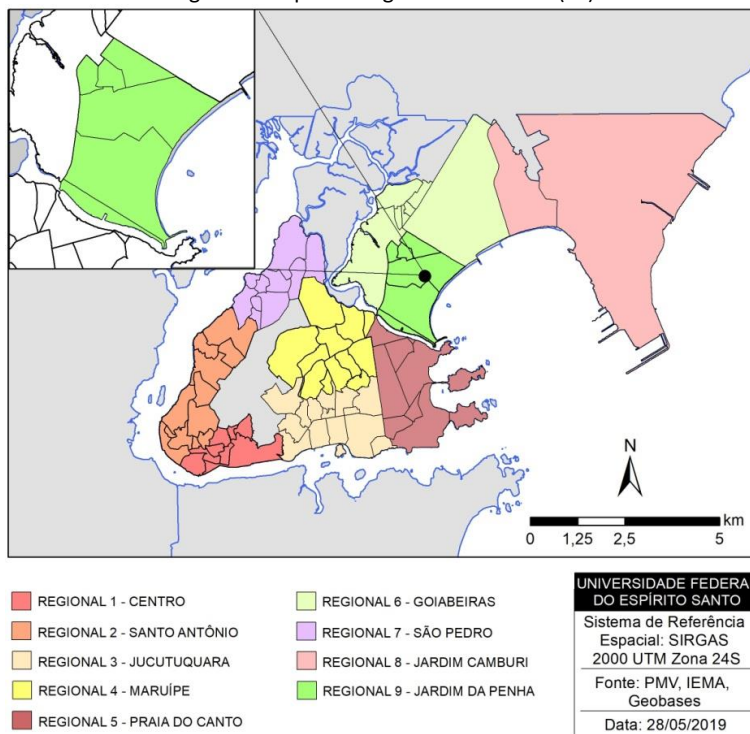 N
km
0 1,25 2,5 5
REGIONAL 1 - CENTRO
REGIONAL 2 - SANTO ANTÔNIO
REGIONAL 3 - JUCUTUQUARA
REGIONAL 4 - MARUÍPE
REGIONAL 5 - PRAIA DO CANTO
REGIONAL 6 - GOIABEIRAS
REGIONAL 7 - SÃO PEDRO
REGIONAL 8 - JARDIM CAMBURI
REGIONAL 9 - JARDIM DA PENHA
UNIVERSIDADE FEDERA
DO ESPÍRITO SANTO
Sistema de Referência
Espacial: SIRGAS
2000 UTM Zona 24S
Fonte: PMV, IEMA,
Geobases
Data: 28/05/2019